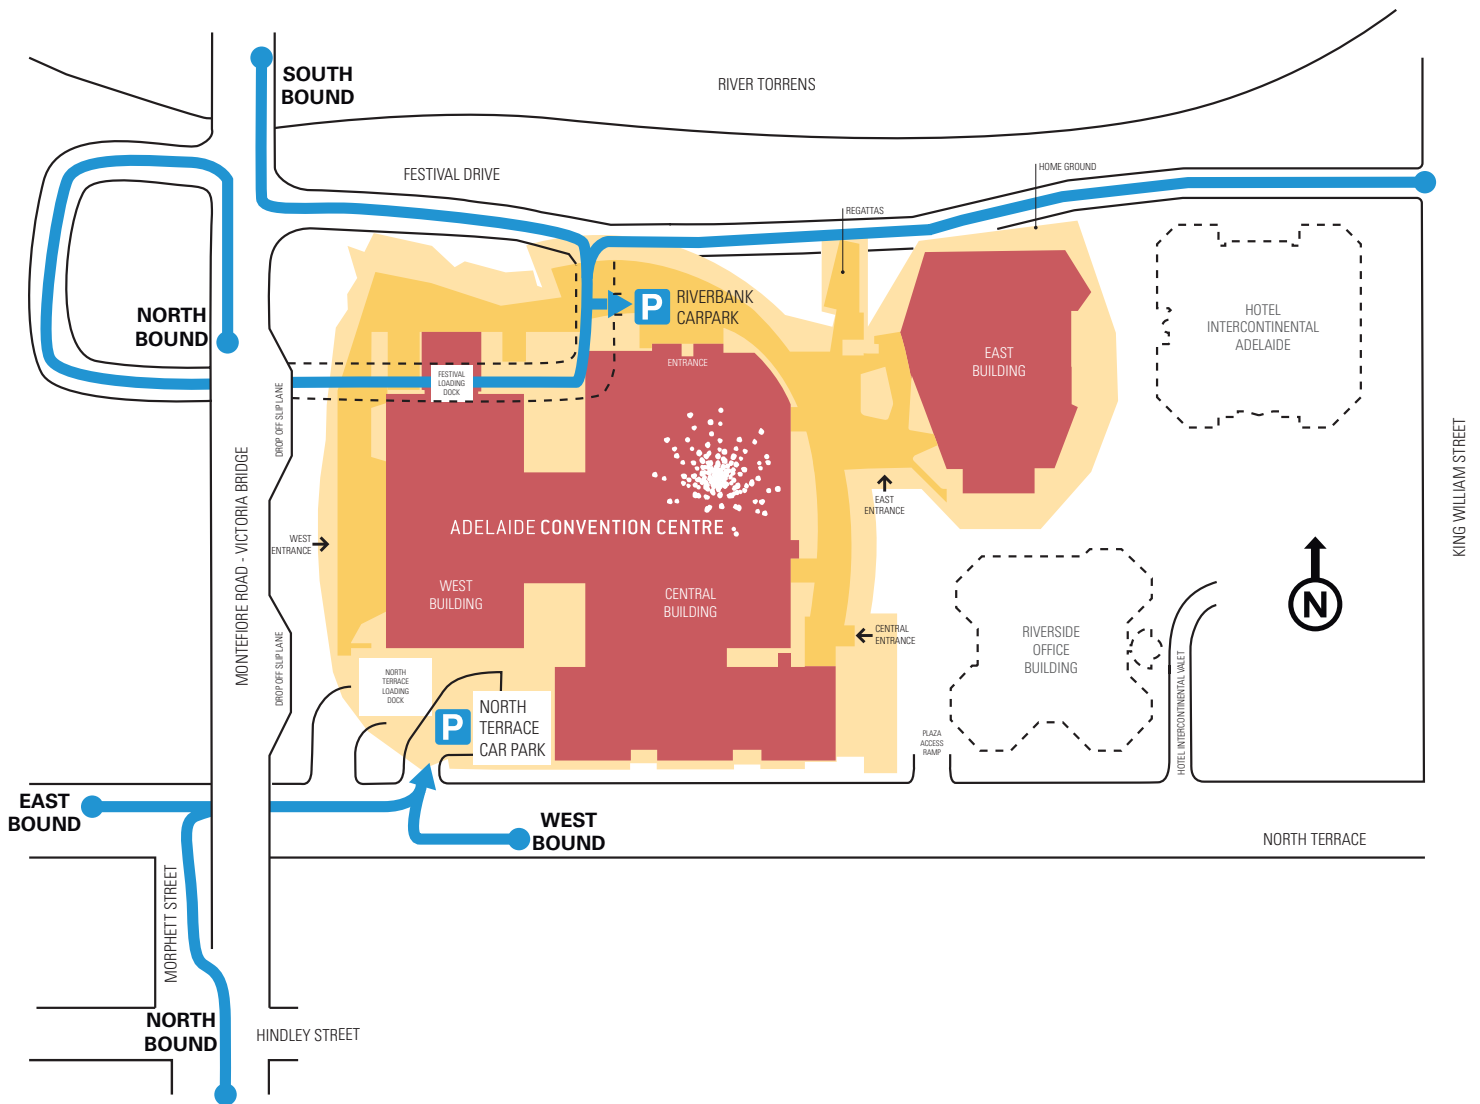 SOUTH
BOUND
RIVER TORRENS
FESTIVAL DRIVE
HOME GROUND
REGATTAS
NORTH
BOUND
P
RIVERBANK
CARPARK
HOTEL
INTERCONTINENTAL
ADELAIDE
EAST
BUILDING
ENTRANCE
FESTIVAL
LOADING
DOCK
DROP OFF SLIP LANE
MONTEFIORE ROAD - VICTORIA BRIDGE
KING WILLIAM STREET
EAST
ENTRANCE
ADELAIDE CONVENTION CENTRE
WEST
ENTRANCE
WEST
BUILDING
CENTRAL
BUILDING
N
CENTRAL
ENTRANCE
RIVERSIDE
OFFICE
BUILDING
DROP OFF SLIP LANE
NORTH
TERRACE
LOADING
DOCK
HOTEL INTERCONTINENTAL VALET
P
NORTH
TERRACE
CAR PARK
PLAZA
ACCESS
RAMP
EAST
BOUND
WEST
BOUND
NORTH TERRACE
MORPHETT STREET
NORTH
BOUND
HINDLEY STREET